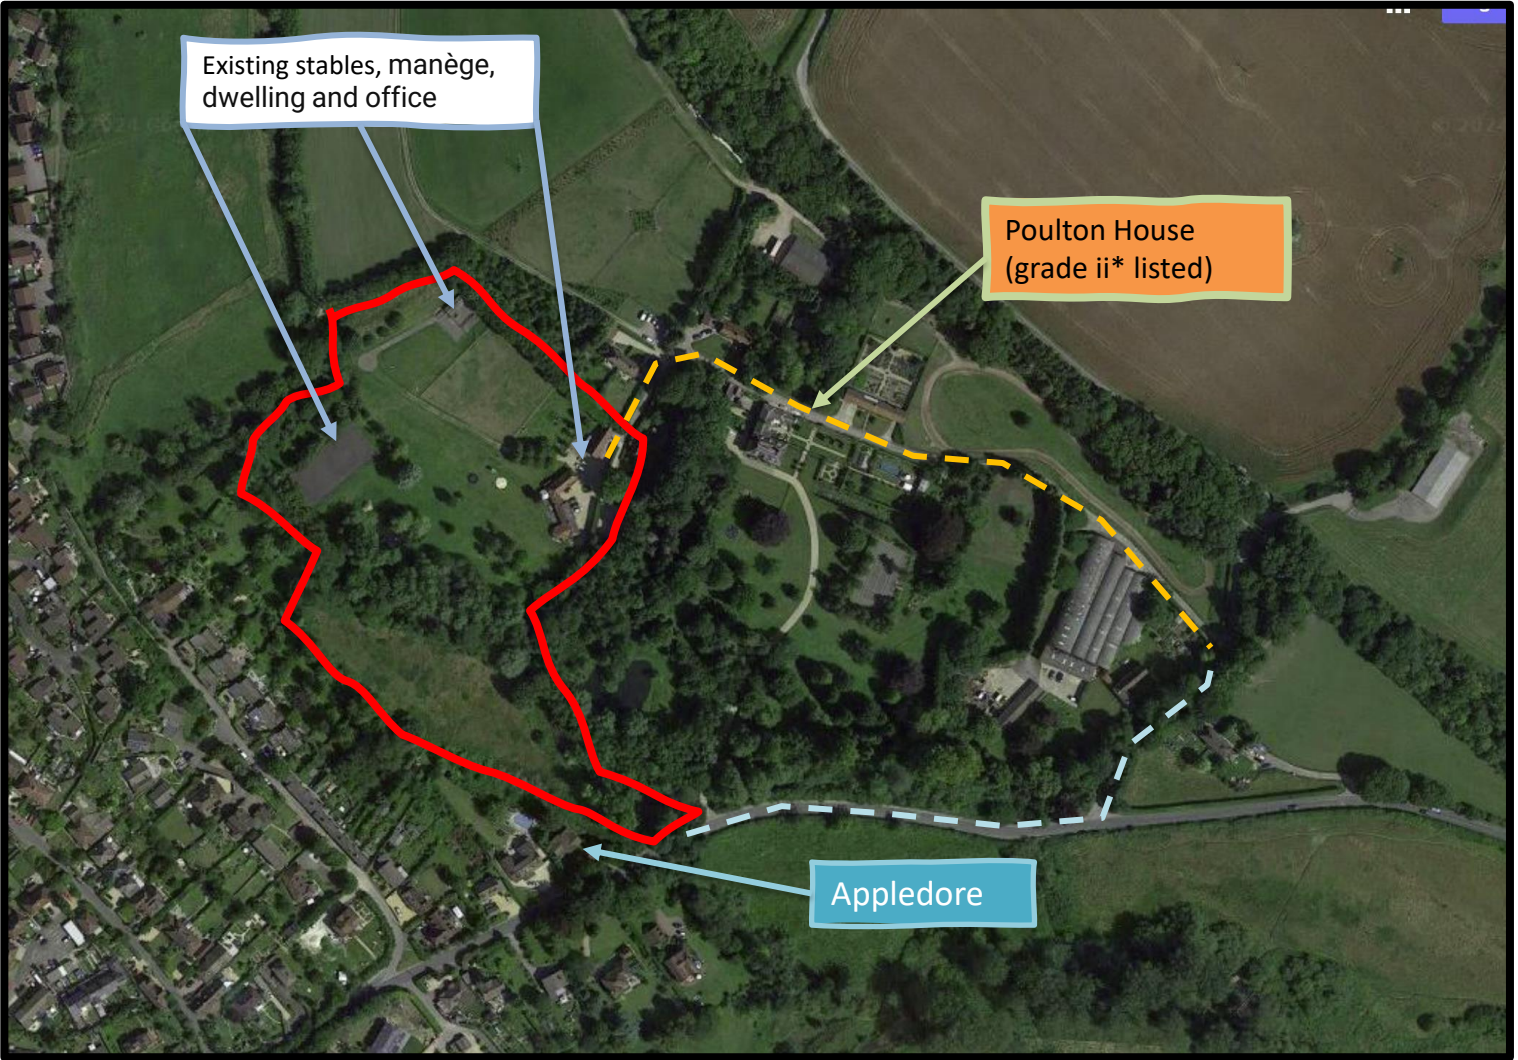 Existing stables, manège,
dwelling and office
Poulton House
(grade ii* listed)
Appledore